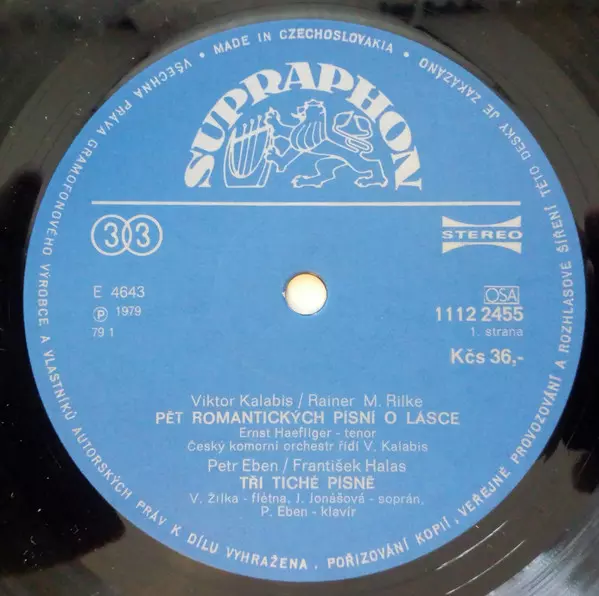 VŠECHNA PRÁVA GRAMOFONOVÉHO VÝROBCE A VLASTNÍKŮ AUTORSKÝCH PRÁV K DÍLU VYHRAŽENA. POŘIZOVÁNÍ KOPIÍ, VEŘEJNÉ PROVOZOVÁNÍ A ROZHLASOVÉ ŠÍŘENÍ TÉTO DESKY JE ZAKÁZÁNO
• MADE IN CZECHOSLOVAKIA •
SUPRAPHON
33
STEREO
E 4643
℗ 1979
79 1
OSA
1112 2455
1. strana
Kčs 36,-
Viktor Kalabis / Rainer M. Rilke
PĚT ROMANTICKÝCH PÍSNÍ O LÁSCE
Ernst Haefliger - tenor
Český komorní orchestr řídí V. Kalabis
Petr Eben / František Halas
TŘI TICHÉ PÍSNĚ
V. Žilka - flétna, J. Jonášová - soprán,
P. Eben - klavír